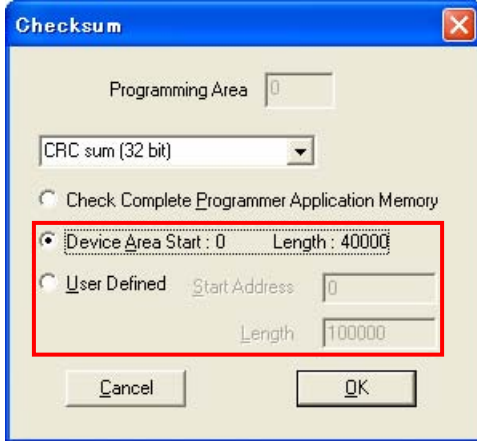 Checksum
Programming Area 0
CRC sum (32 bit)
Check Complete Programmer Application Memory
Device Area Start : 0 Length : 40000
User Defined Start Address 0
Length 100000
Cancel OK